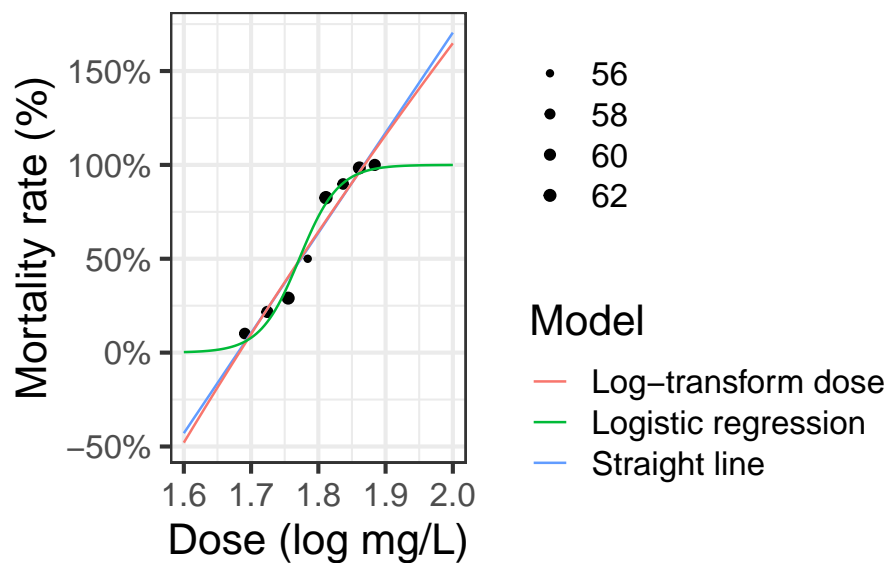 150%
100%
50%
0%
−50%
Mortality rate (%)
1.6 1.7 1.8 1.9 2.0
Dose (log mg/L)
56
58
60
62
Model
Log−transform dose
Logistic regression
Straight line